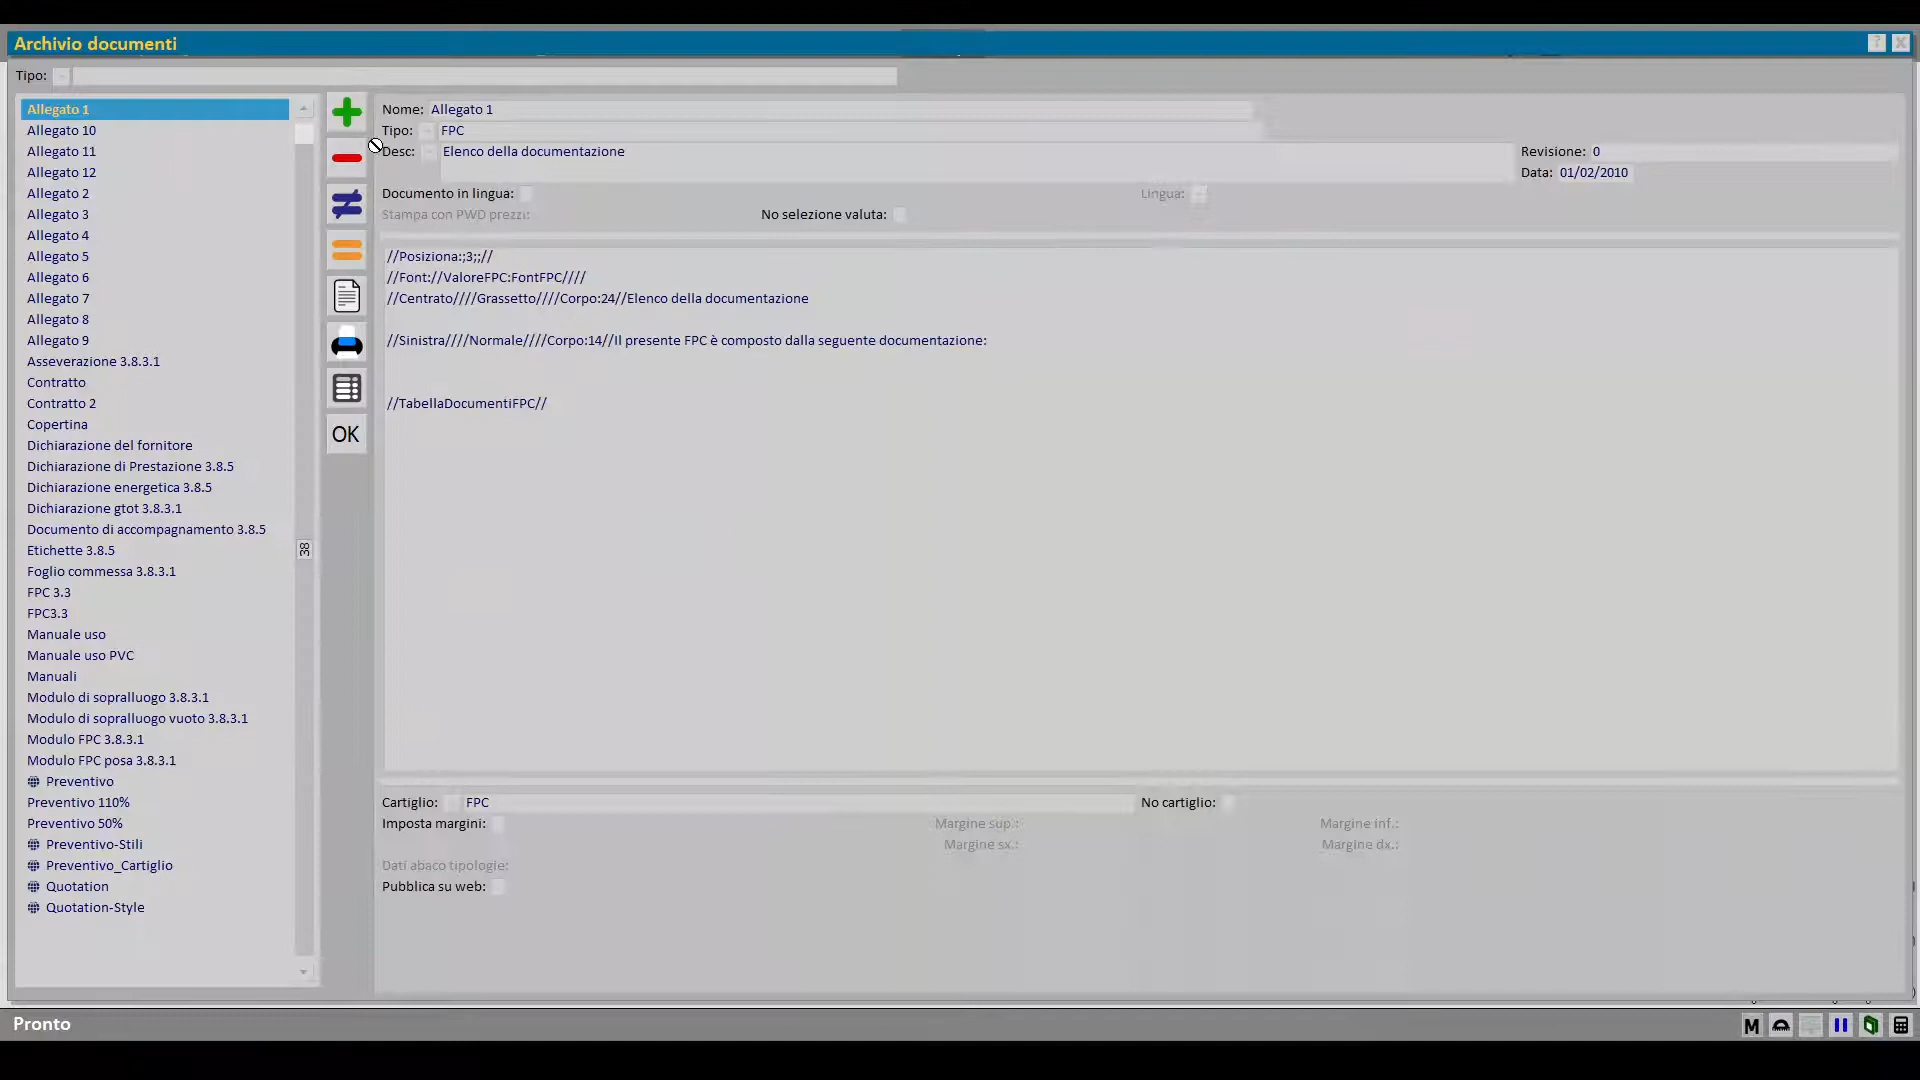 Archivio documenti
Tipo:
Allegato 1
Allegato 10
Allegato 11
Allegato 12
Allegato 2
Allegato 3
Allegato 4
Allegato 5
Allegato 6
Allegato 7
Allegato 8
Allegato 9
Asseverazione 3.8.3.1
Contratto
Contratto 2
Copertina
Dichiarazione del fornitore
Dichiarazione di Prestazione 3.8.5
Dichiarazione energetica 3.8.5
Dichiarazione gtot 3.8.3.1
Documento di accompagnamento 3.8.5
Etichette 3.8.5
Foglio commessa 3.8.3.1
FPC 3.3
FPC3.3
Manuale uso
Manuale uso PVC
Manuali
Modulo di sopralluogo 3.8.3.1
Modulo di sopralluogo vuoto 3.8.3.1
Modulo FPC 3.8.3.1
Modulo FPC posa 3.8.3.1
Preventivo
Preventivo 110%
Preventivo 50%
Preventivo-Stili
Preventivo_Cartiglio
Quotation
Quotation-Style
38
OK
Nome: Allegato 1
Tipo: FPC
Desc: Elenco della documentazione
Revisione: 0
Data: 01/02/2010
Documento in lingua:
Lingua:
Stampa con PWD prezzi:
No selezione valuta:
//Posiziona:;3;;//
//Font://ValoreFPC:FontFPC////
//Centrato////Grassetto////Corpo:24//Elenco della documentazione
//Sinistra////Normale////Corpo:14//Il presente FPC è composto dalla seguente documentazione:
//TabellaDocumentiFPC//
Cartiglio: FPC
No cartiglio:
Imposta margini:
Margine sup.:
Margine inf.:
Margine sx.:
Margine dx.:
Dati abaco tipologie:
Pubblica su web:
Pronto
M